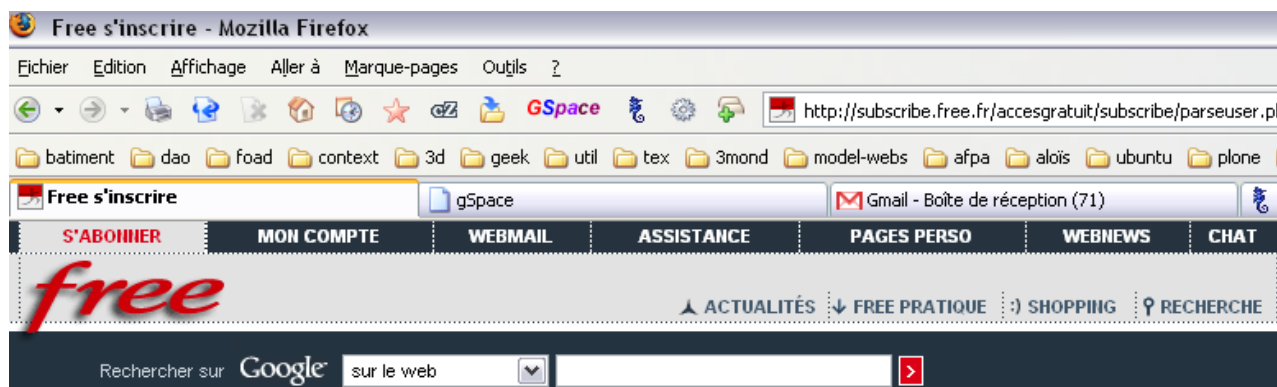 Free s'inscrire - Mozilla Firefox
Fichier Edition Affichage Aller à Marque-pages Outils ?
GSpace http://subscribe.free.fr/accesgratuit/subscribe/parseuser.pl
batiment dao foad context 3d geek util tex 3mond model-webs afpa aloïs ubuntu plone
Free s'inscrire gSpace Gmail - Boîte de réception (71)
S'ABONNER MON COMPTE WEBMAIL ASSISTANCE PAGES PERSO WEBNEWS CHAT
free
ACTUALITÉS FREE PRATIQUE :) SHOPPING RECHERCHE
Rechercher sur Google sur le web